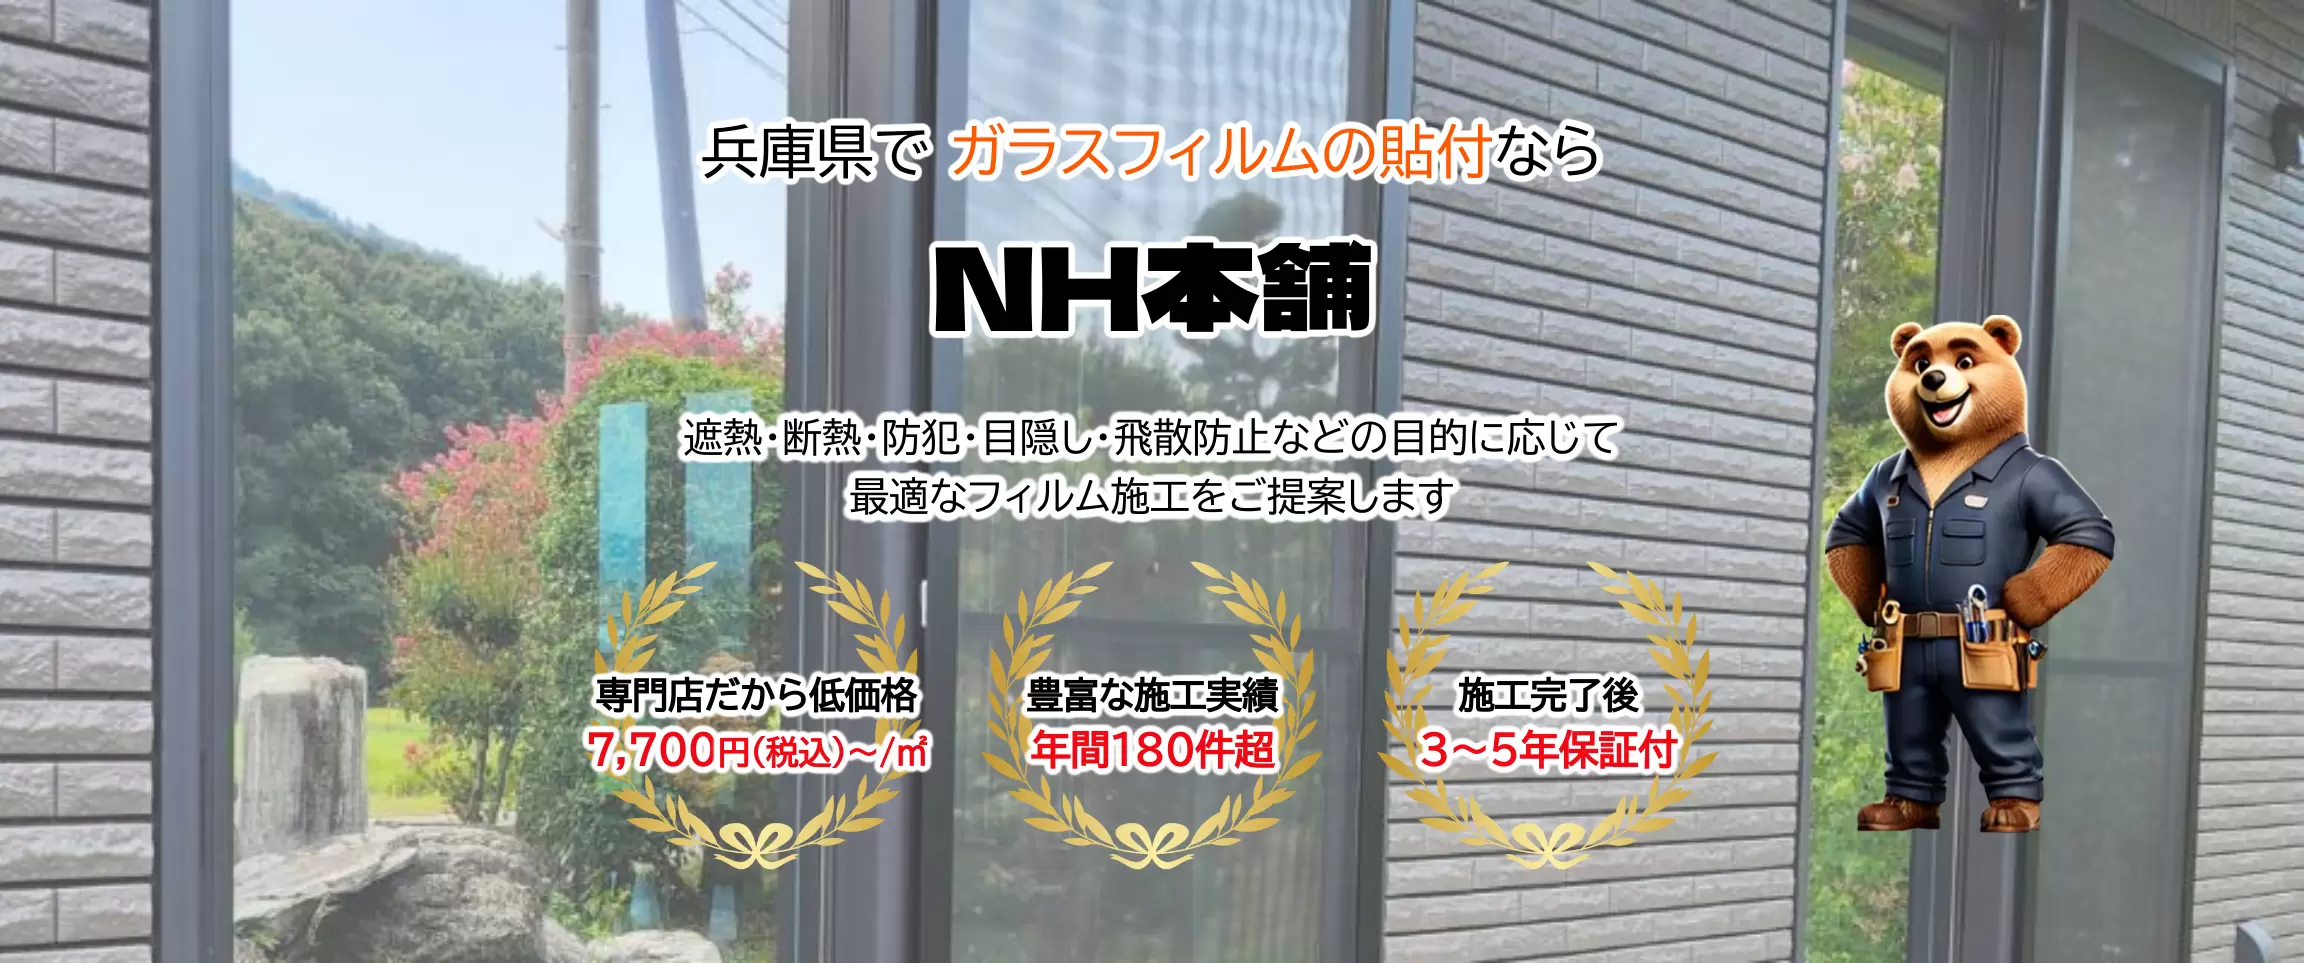 兵庫県で ガラスフィルムの貼付なら
NH本舗
遮熱・断熱・防犯・目隠し・飛散防止などの目的に応じて
最適なフィルム施工をご提案します
専門店だから低価格
7,700円(税込)～/㎡
豊富な施工実績
年間180件超
施工完了後
3～5年保証付